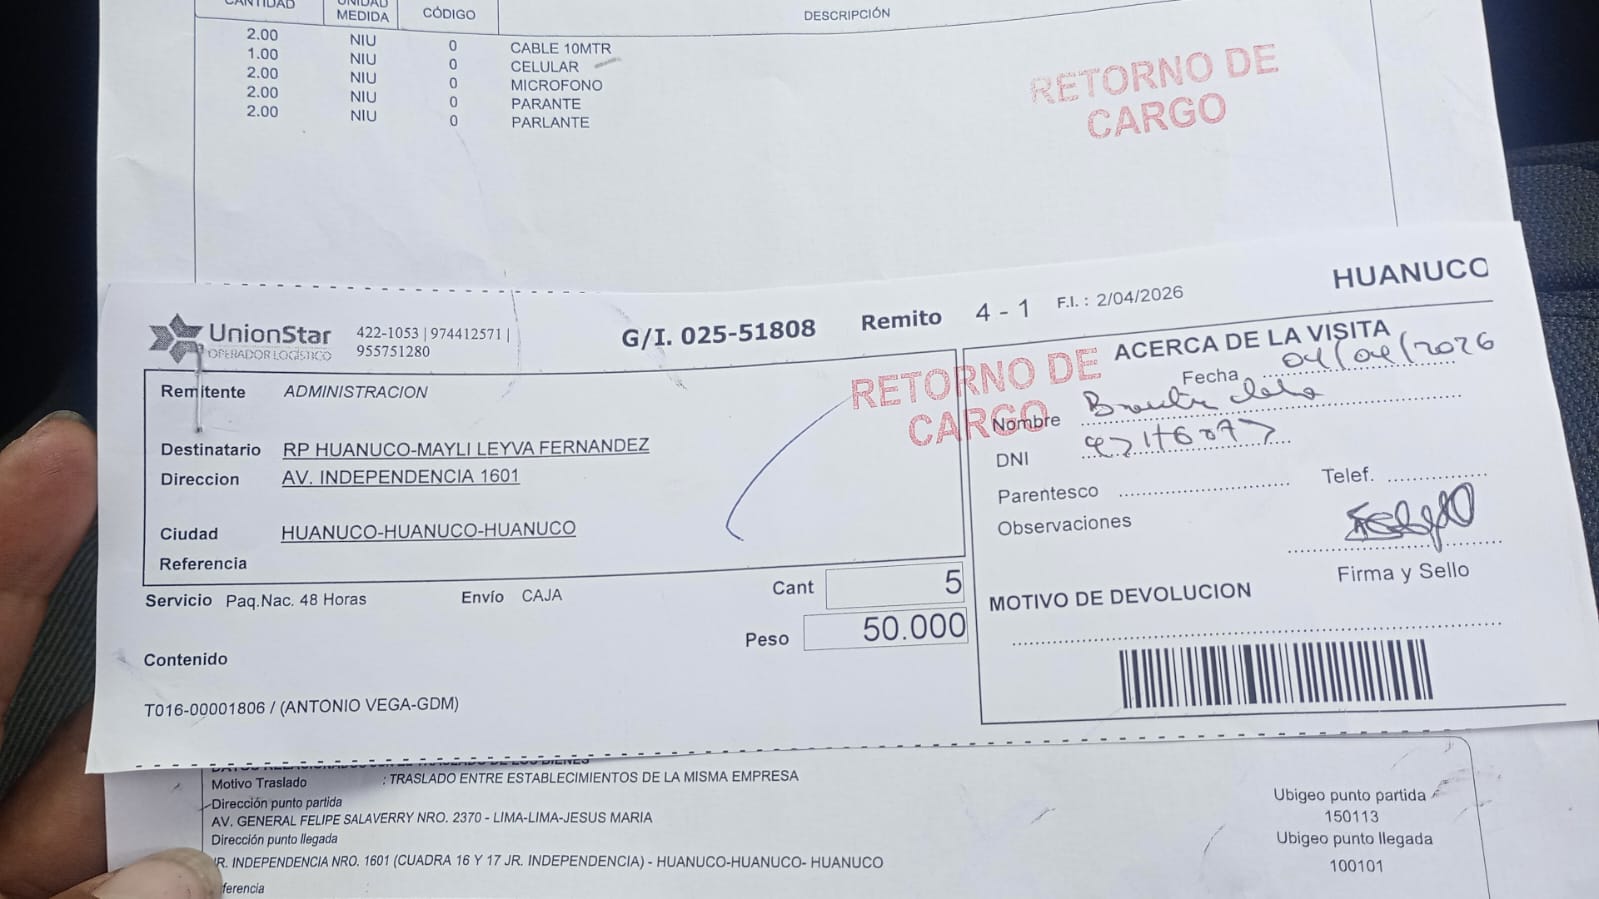 CANTIDAD UNIDAD MEDIDA CÓDIGO DESCRIPCIÓN
2.00 NIU 0 CABLE 10MTR
1.00 NIU 0 CELULAR
2.00 NIU 0 MICROFONO
2.00 NIU 0 PARANTE
2.00 NIU 0 PARLANTE
RETORNO DE
CARGO
HUANUCO
UnionStar
OPERADOR LOGÍSTICO
422-1053 | 974412571 |
955751280
G/I. 025-51808 Remito 4 - 1 F.I. : 2/04/2026
Remitente ADMINISTRACION
Destinatario RP HUANUCO-MAYLI LEYVA FERNANDEZ
Direccion AV. INDEPENDENCIA 1601
Ciudad HUANUCO-HUANUCO-HUANUCO
Referencia
RETORNO DE
CARGO
ACERCA DE LA VISITA
Fecha 04/04/2026
Nombre
DNI
Parentesco Telef.
Observaciones
Firma y Sello
MOTIVO DE DEVOLUCION
Servicio Paq.Nac. 48 Horas Envío CAJA Cant 5
Peso 50.000
Contenido
T016-00001806 / (ANTONIO VEGA-GDM)
Motivo Traslado : TRASLADO ENTRE ESTABLECIMIENTOS DE LA MISMA EMPRESA
Dirección punto partida
AV. GENERAL FELIPE SALAVERRY NRO. 2370 - LIMA-LIMA-JESUS MARIA
Dirección punto llegada
JR. INDEPENDENCIA NRO. 1601 (CUADRA 16 Y 17 JR. INDEPENDENCIA) - HUANUCO-HUANUCO- HUANUCO
ferencia
Ubigeo punto partida
150113
Ubigeo punto llegada
100101